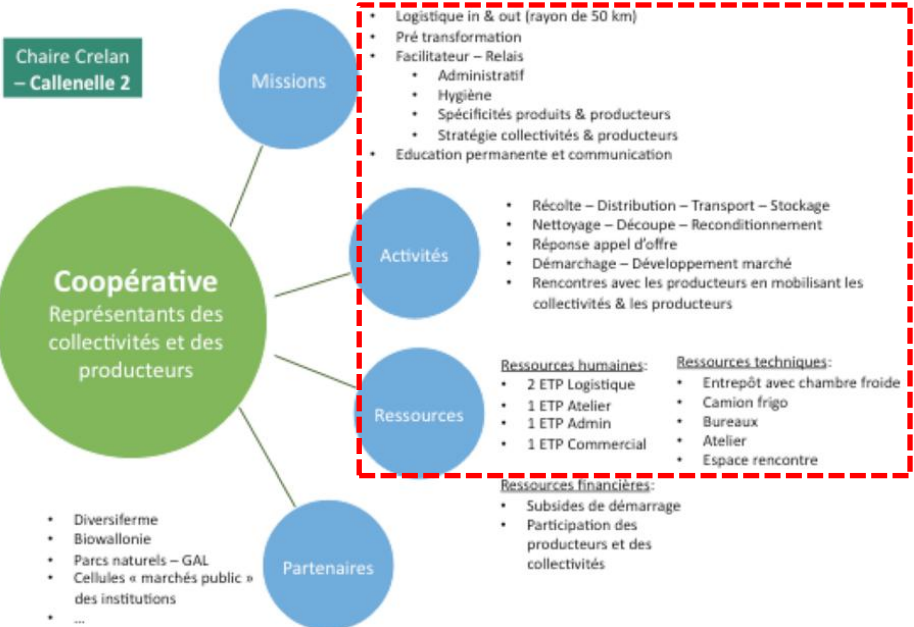 Chaire Crelan
– Callenelle 2
Missions
• Logistique in & out (rayon de 50 km)
• Pré transformation
• Facilitateur – Relais
• Administratif
• Hygiène
• Spécificités produits & producteurs
• Stratégie collectivités & producteurs
• Education permanente et communication
Coopérative
Représentants des
collectivités et des
producteurs
Activités
• Récolte – Distribution – Transport – Stockage
• Nettoyage – Découpe – Reconditionnement
• Réponse appel d'offre
• Démarchage – Développement marché
• Rencontres avec les producteurs en mobilisant les
collectivités & les producteurs
Ressources
Ressources humaines:
• 2 ETP Logistique
• 1 ETP Atelier
• 1 ETP Admin
• 1 ETP Commercial
Ressources techniques:
• Entrepôt avec chambre froide
• Camion frigo
• Bureaux
• Atelier
• Espace rencontre
Ressources financières:
• Subsides de démarrage
• Participation des
producteurs et des
collectivités
Partenaires
• Diversiferme
• Biowallonie
• Parcs naturels – GAL
• Cellules « marchés public »
des institutions
• ...